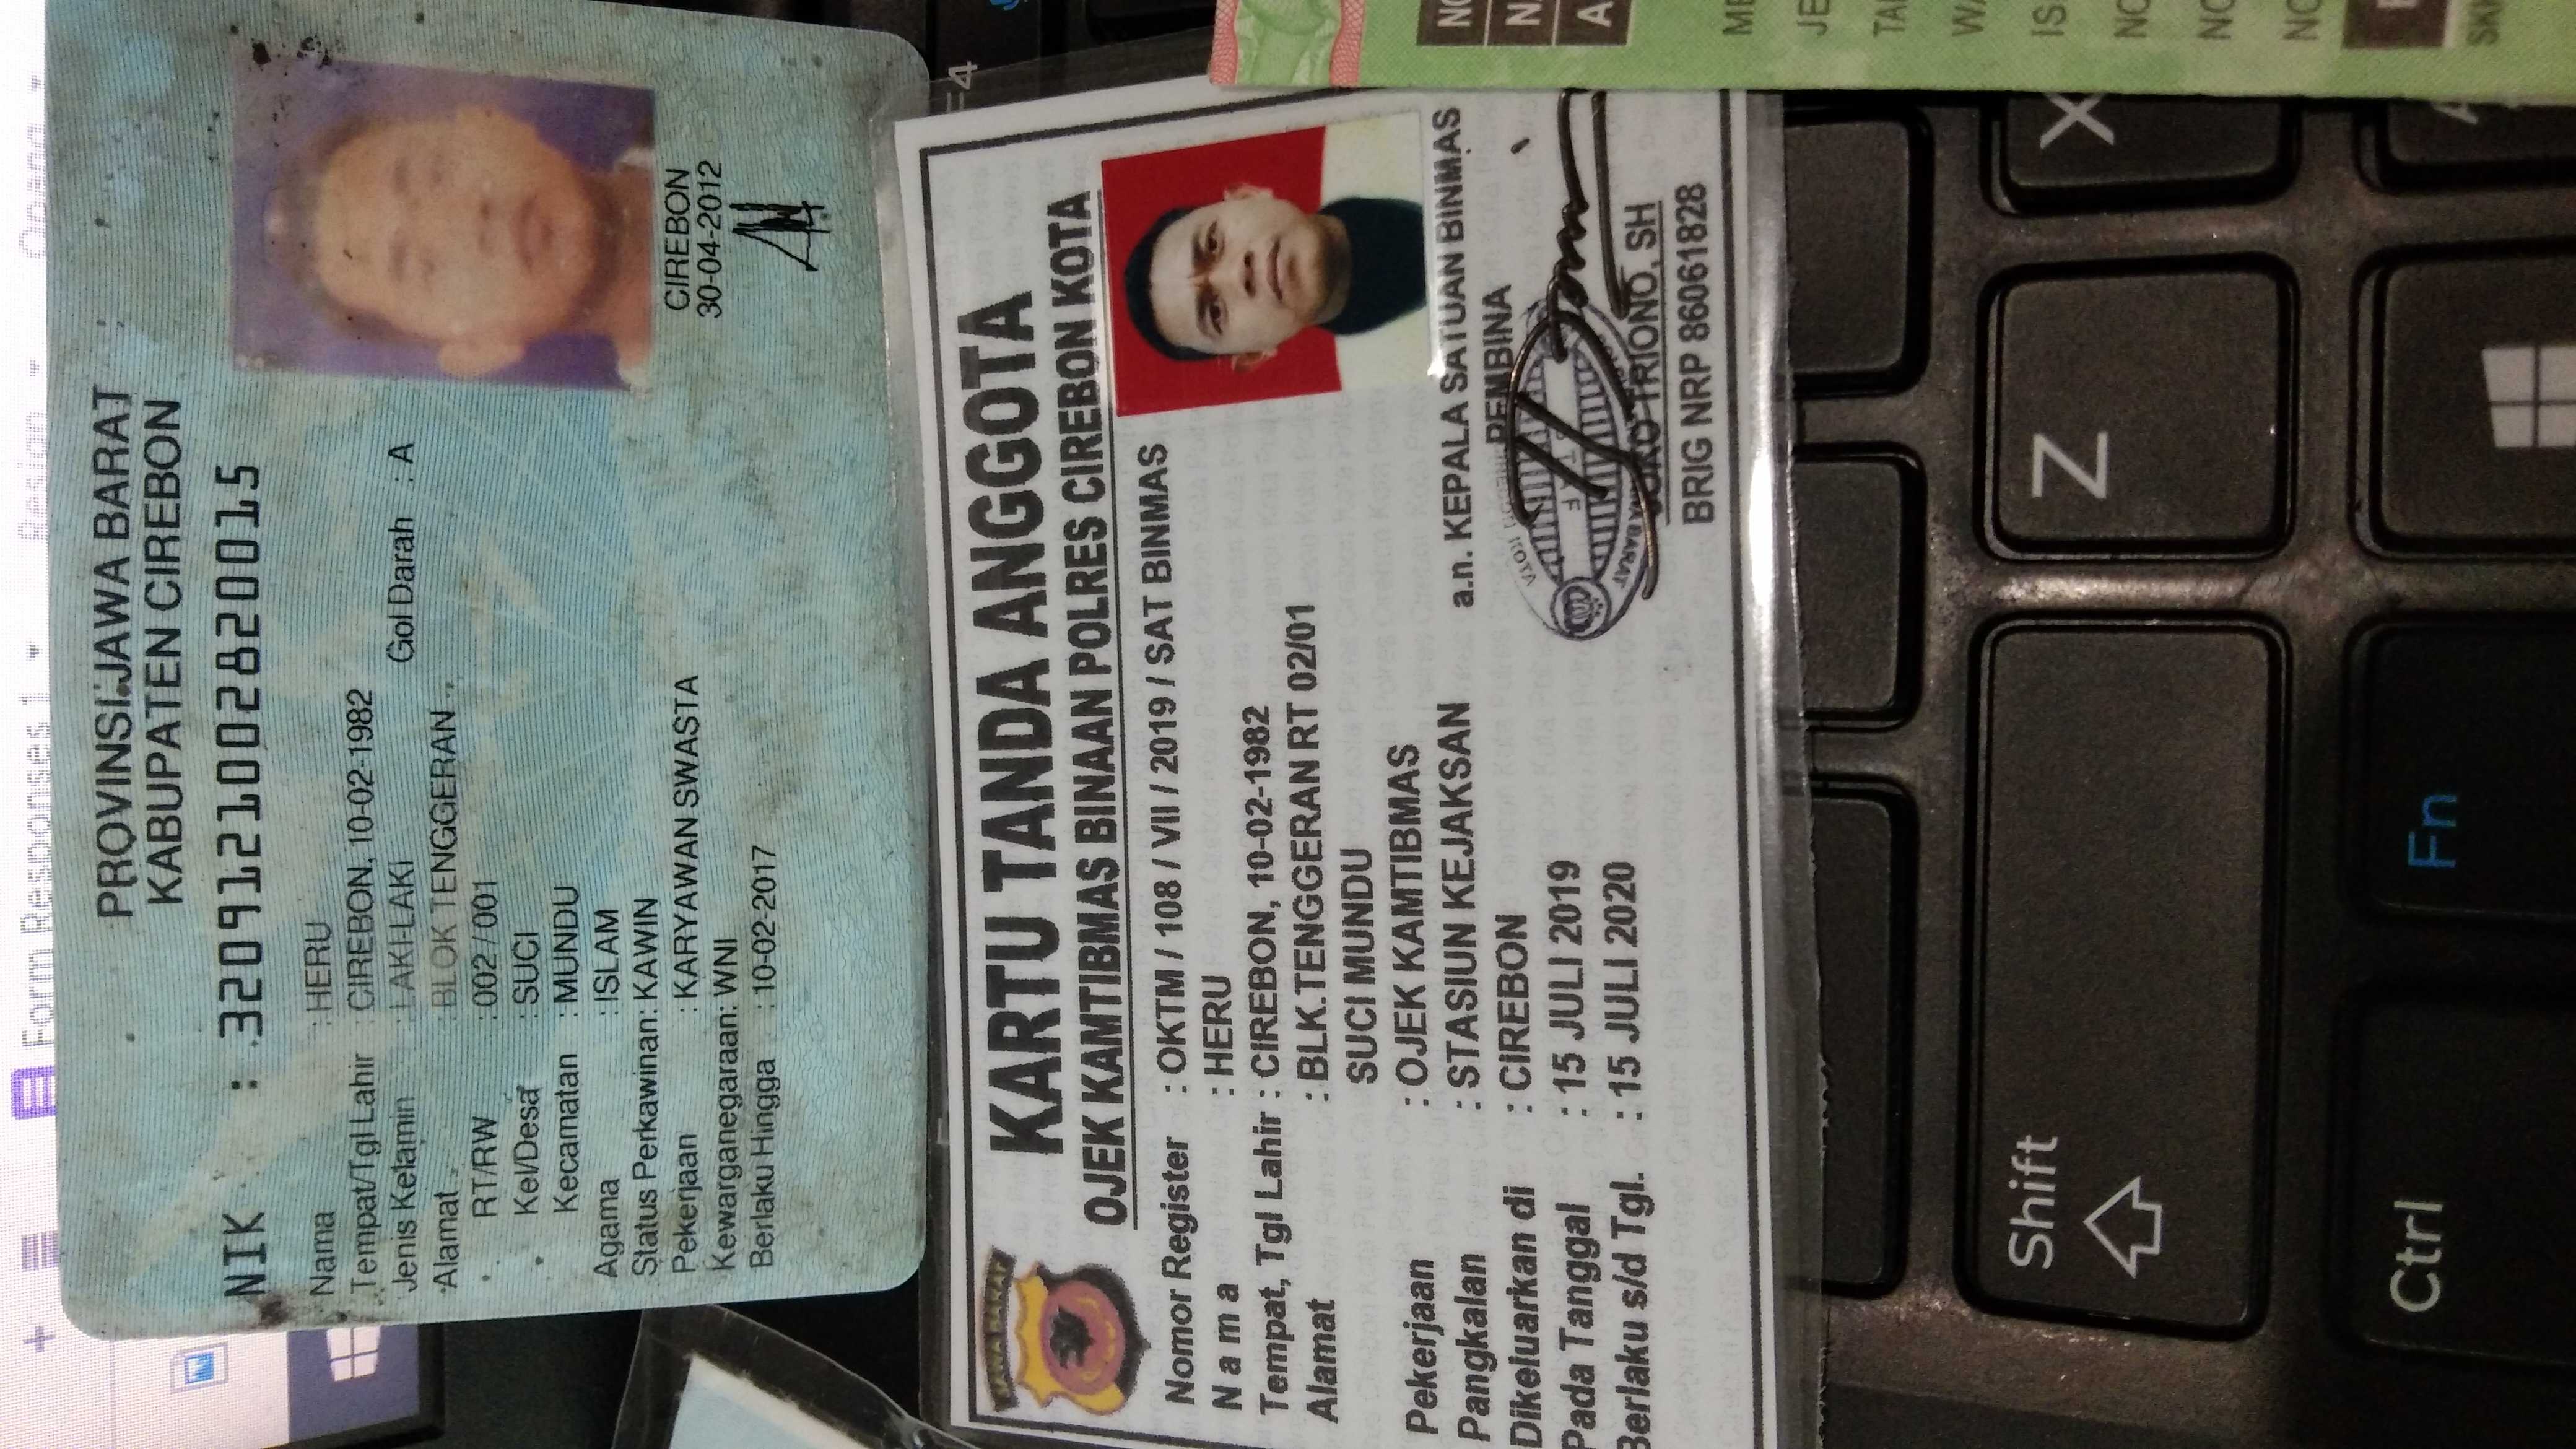 PROVINSI JAWA BARAT
KABUPATEN CIREBON
NIK : 3209121002820015
Nama : HERU
Tempat/Tgl Lahir : CIREBON, 10-02-1982
Jenis Kelamin : LAKI-LAKI Gol Darah : A
Alamat : BLOK TENGGERAN
RT/RW : 002 / 001
Kel/Desa : SUCI
Kecamatan : MUNDU
Agama : ISLAM
Status Perkawinan: KAWIN
Pekerjaan : KARYAWAN SWASTA
Kewarganegaraan: WNI
Berlaku Hingga : 10-02-2017
CIREBON
30-04-2012
KARTU TANDA ANGGOTA
OJEK KAMTIBMAS BINAAN POLRES CIREBON KOTA
Nomor Register : OKTM / 108 / VII / 2019 / SAT BINMAS
N a m a : HERU
Tempat, Tgl Lahir : CIREBON, 10-02-1982
Alamat : BLK.TENGGERAN RT 02/01
SUCI MUNDU
Pekerjaan : OJEK KAMTIBMAS
Pangkalan : STASIUN KEJAKSAN
Dikeluarkan di : CIREBON
Pada Tanggal : 15 JULI 2019
Berlaku s/d Tgl. : 15 JULI 2020
a.n. KEPALA SATUAN BINMAS
PEMBINA
TRIONO, SH
BRIG NRP 86061828
JAWA BARAT
Form Responses 1
Shift
Z
X
Ctrl
Fn